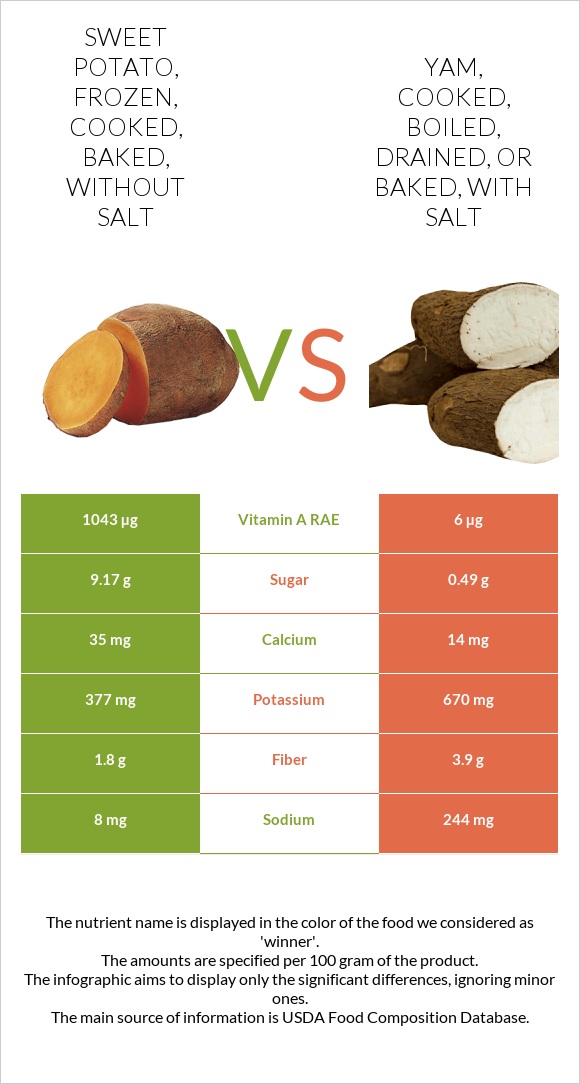 SWEET
POTATO,
FROZEN,
COOKED,
BAKED,
WITHOUT
SALT
YAM,
COOKED,
BOILED,
DRAINED, OR
BAKED, WITH
SALT
VS
1043 µg Vitamin A RAE 6 µg
9.17 g Sugar 0.49 g
35 mg Calcium 14 mg
377 mg Potassium 670 mg
1.8 g Fiber 3.9 g
8 mg Sodium 244 mg
The nutrient name is displayed in the color of the food we considered as
'winner'.
The amounts are specified per 100 gram of the product.
The infographic aims to display only the significant differences, ignoring minor
ones.
The main source of information is USDA Food Composition Database.